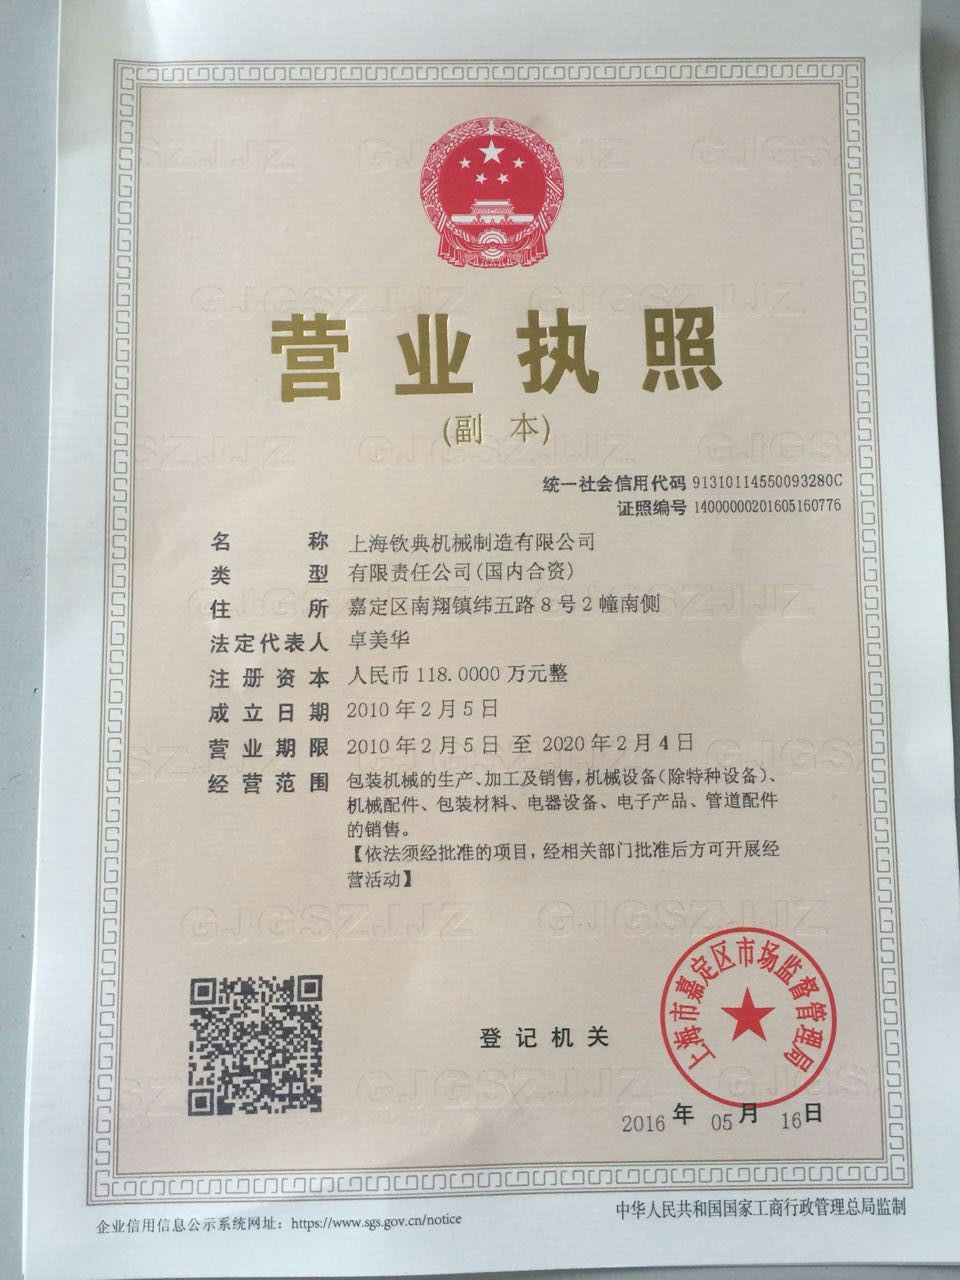 营业执照
(副 本)
统一社会信用代码 91310114550093280C
证照编号 14000000201605160776
名 称 上海钦典机械制造有限公司
类 型 有限责任公司(国内合资)
住 所 嘉定区南翔镇纬五路8号2幢南侧
法定代表人 卓美华
注册资本 人民币118.0000万元整
成立日期 2010年2月5日
营业期限 2010年2月5日 至 2020年2月4日
经营范围 包装机械的生产、加工及销售,机械设备(除特种设备)、
机械配件、包装材料、电器设备、电子产品、管道配件
的销售。
【依法须经批准的项目,经相关部门批准后方可开展经
营活动】
登记机关
上海市嘉定区市场监督管理局
2016 年 05 月 16 日
企业信用信息公示系统网址: https://www.sgs.gov.cn/notice
中华人民共和国国家工商行政管理总局监制
GJGSZJJZ